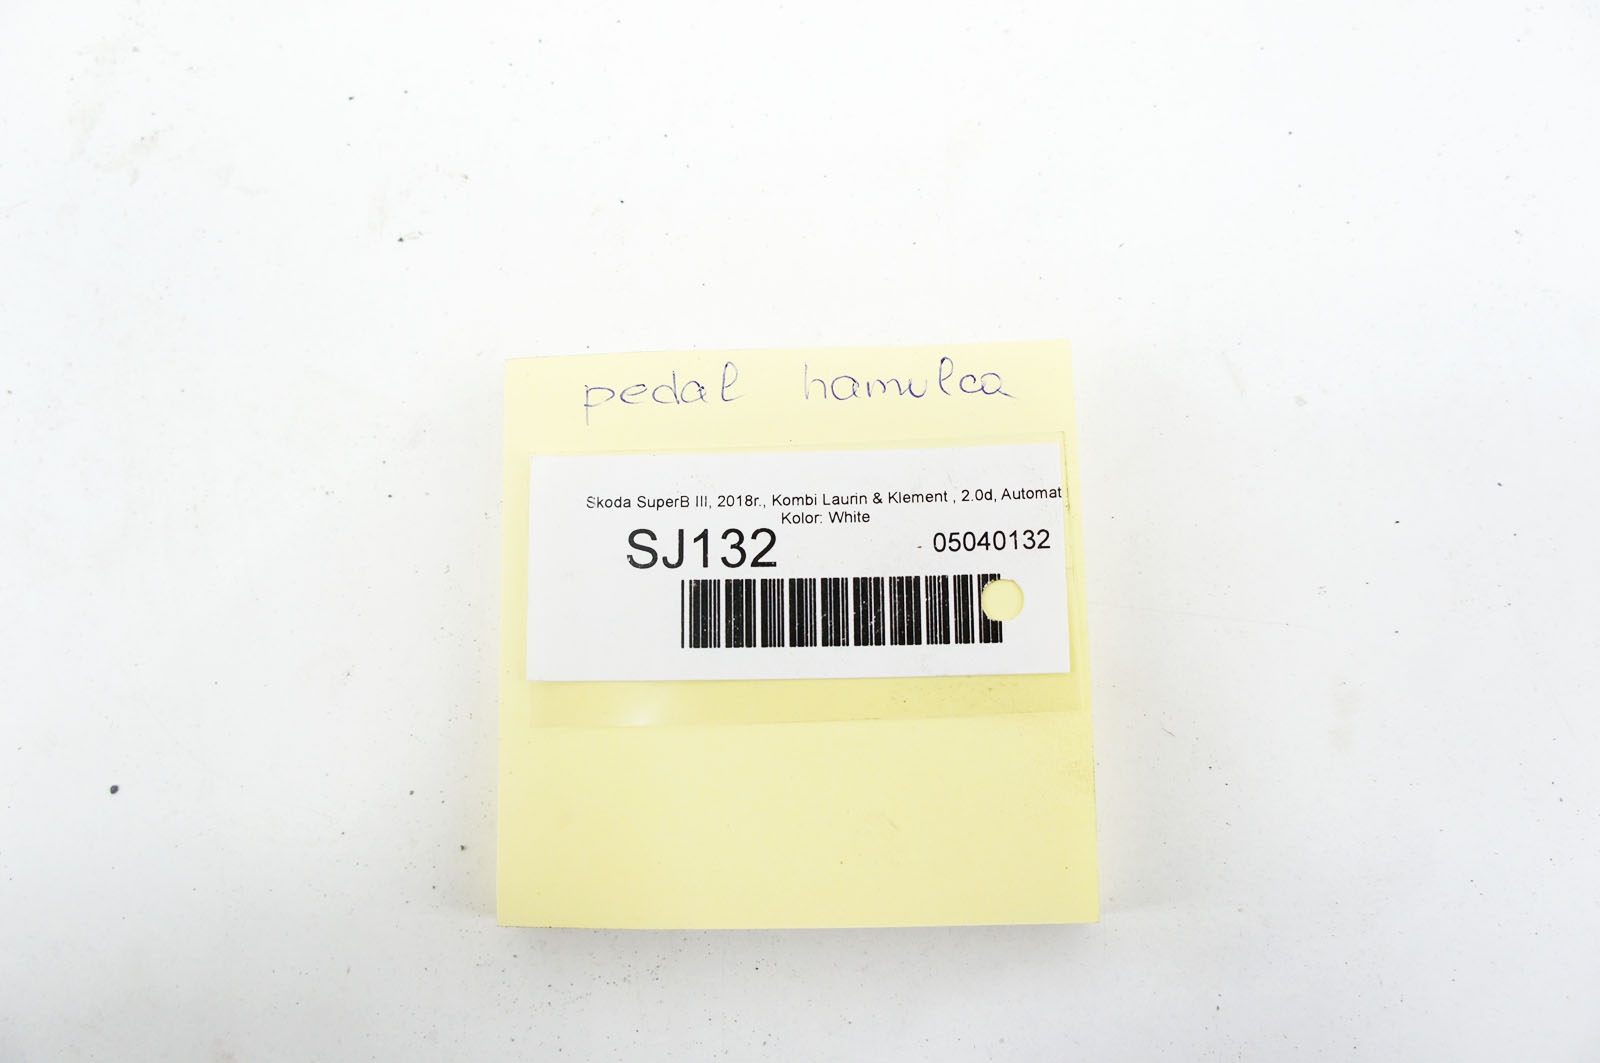 pedal hamulca
Skoda SuperB III, 2018r., Kombi Laurin & Klement , 2.0d, Automat
Kolor: White
SJ132 - 05040132